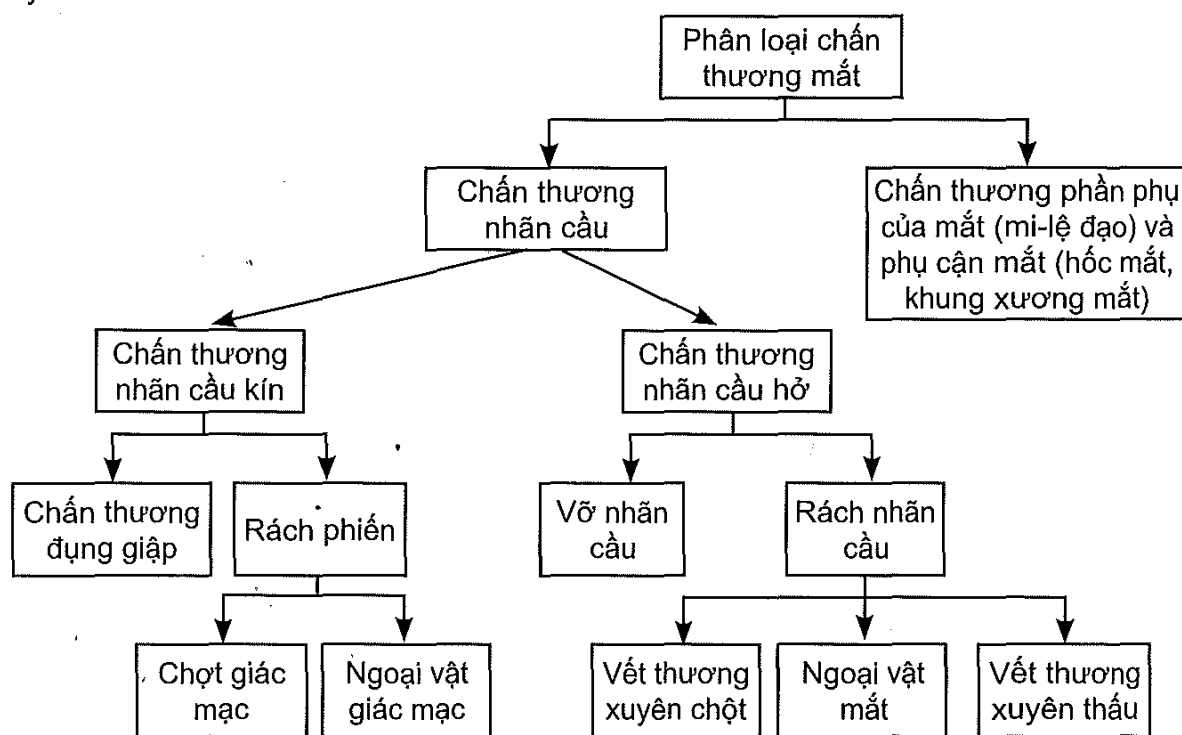 Phân loại chấn
thương mắt
Chấn thương
nhãn cầu
Chấn thương phần phụ
của mắt (mi-lệ đạo) và
phụ cận mắt (hốc mắt,
khung xương mắt)
Chấn thương
nhãn cầu kín
Chấn thương
nhãn cầu hở
Chấn thương
đụng giập
Rách phiến
Vỡ nhãn
cầu
Rách nhãn
cầu
Chợt giác
mạc
Ngoại vật
giác mạc
Vết thương
xuyên chột
Ngoại vật
mắt
Vết thương
xuyên thấu